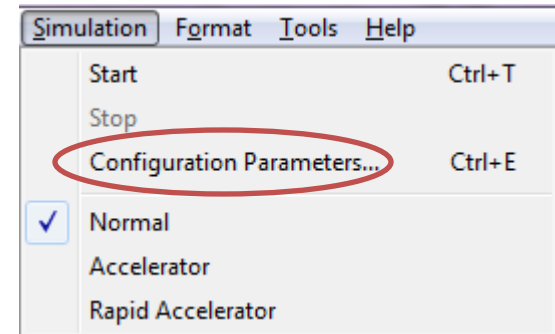 Simulation Format Tools Help
Start Ctrl+T
Stop
Configuration Parameters... Ctrl+E
Normal
Accelerator
Rapid Accelerator